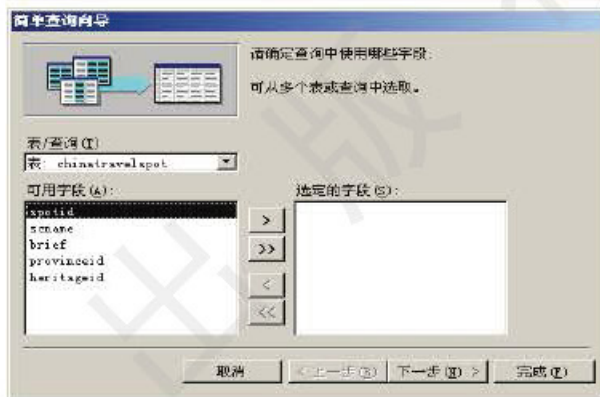 简单查询向导
请确定查询中使用哪些字段:
可从多个表或查询中选取。
表/查询(T)
表: chinatravelspot
可用字段(A):
选定的字段(S):
spotid
scname
brief
provinceid
heritageid
>
>>
<
<<
取消
<上一步(B)
下一步(N) >
完成(F)